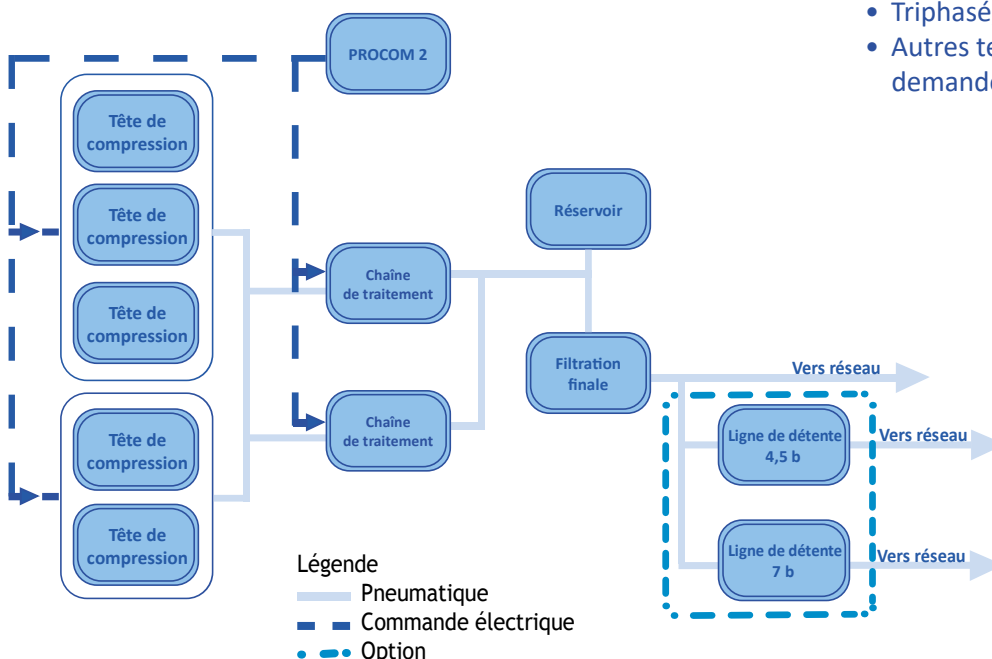 • Triphasé
• Autres te
demande
PROCOM 2
Tête de
compression
Tête de
compression
Tête de
compression
Tête de
compression
Tête de
compression
Chaîne
de traitement
Chaîne
de traitement
Réservoir
Filtration
finale
Vers réseau
Ligne de détente
4,5 b
Vers réseau
Ligne de détente
7 b
Vers réseau
Légende
Pneumatique
Commande électrique
Option